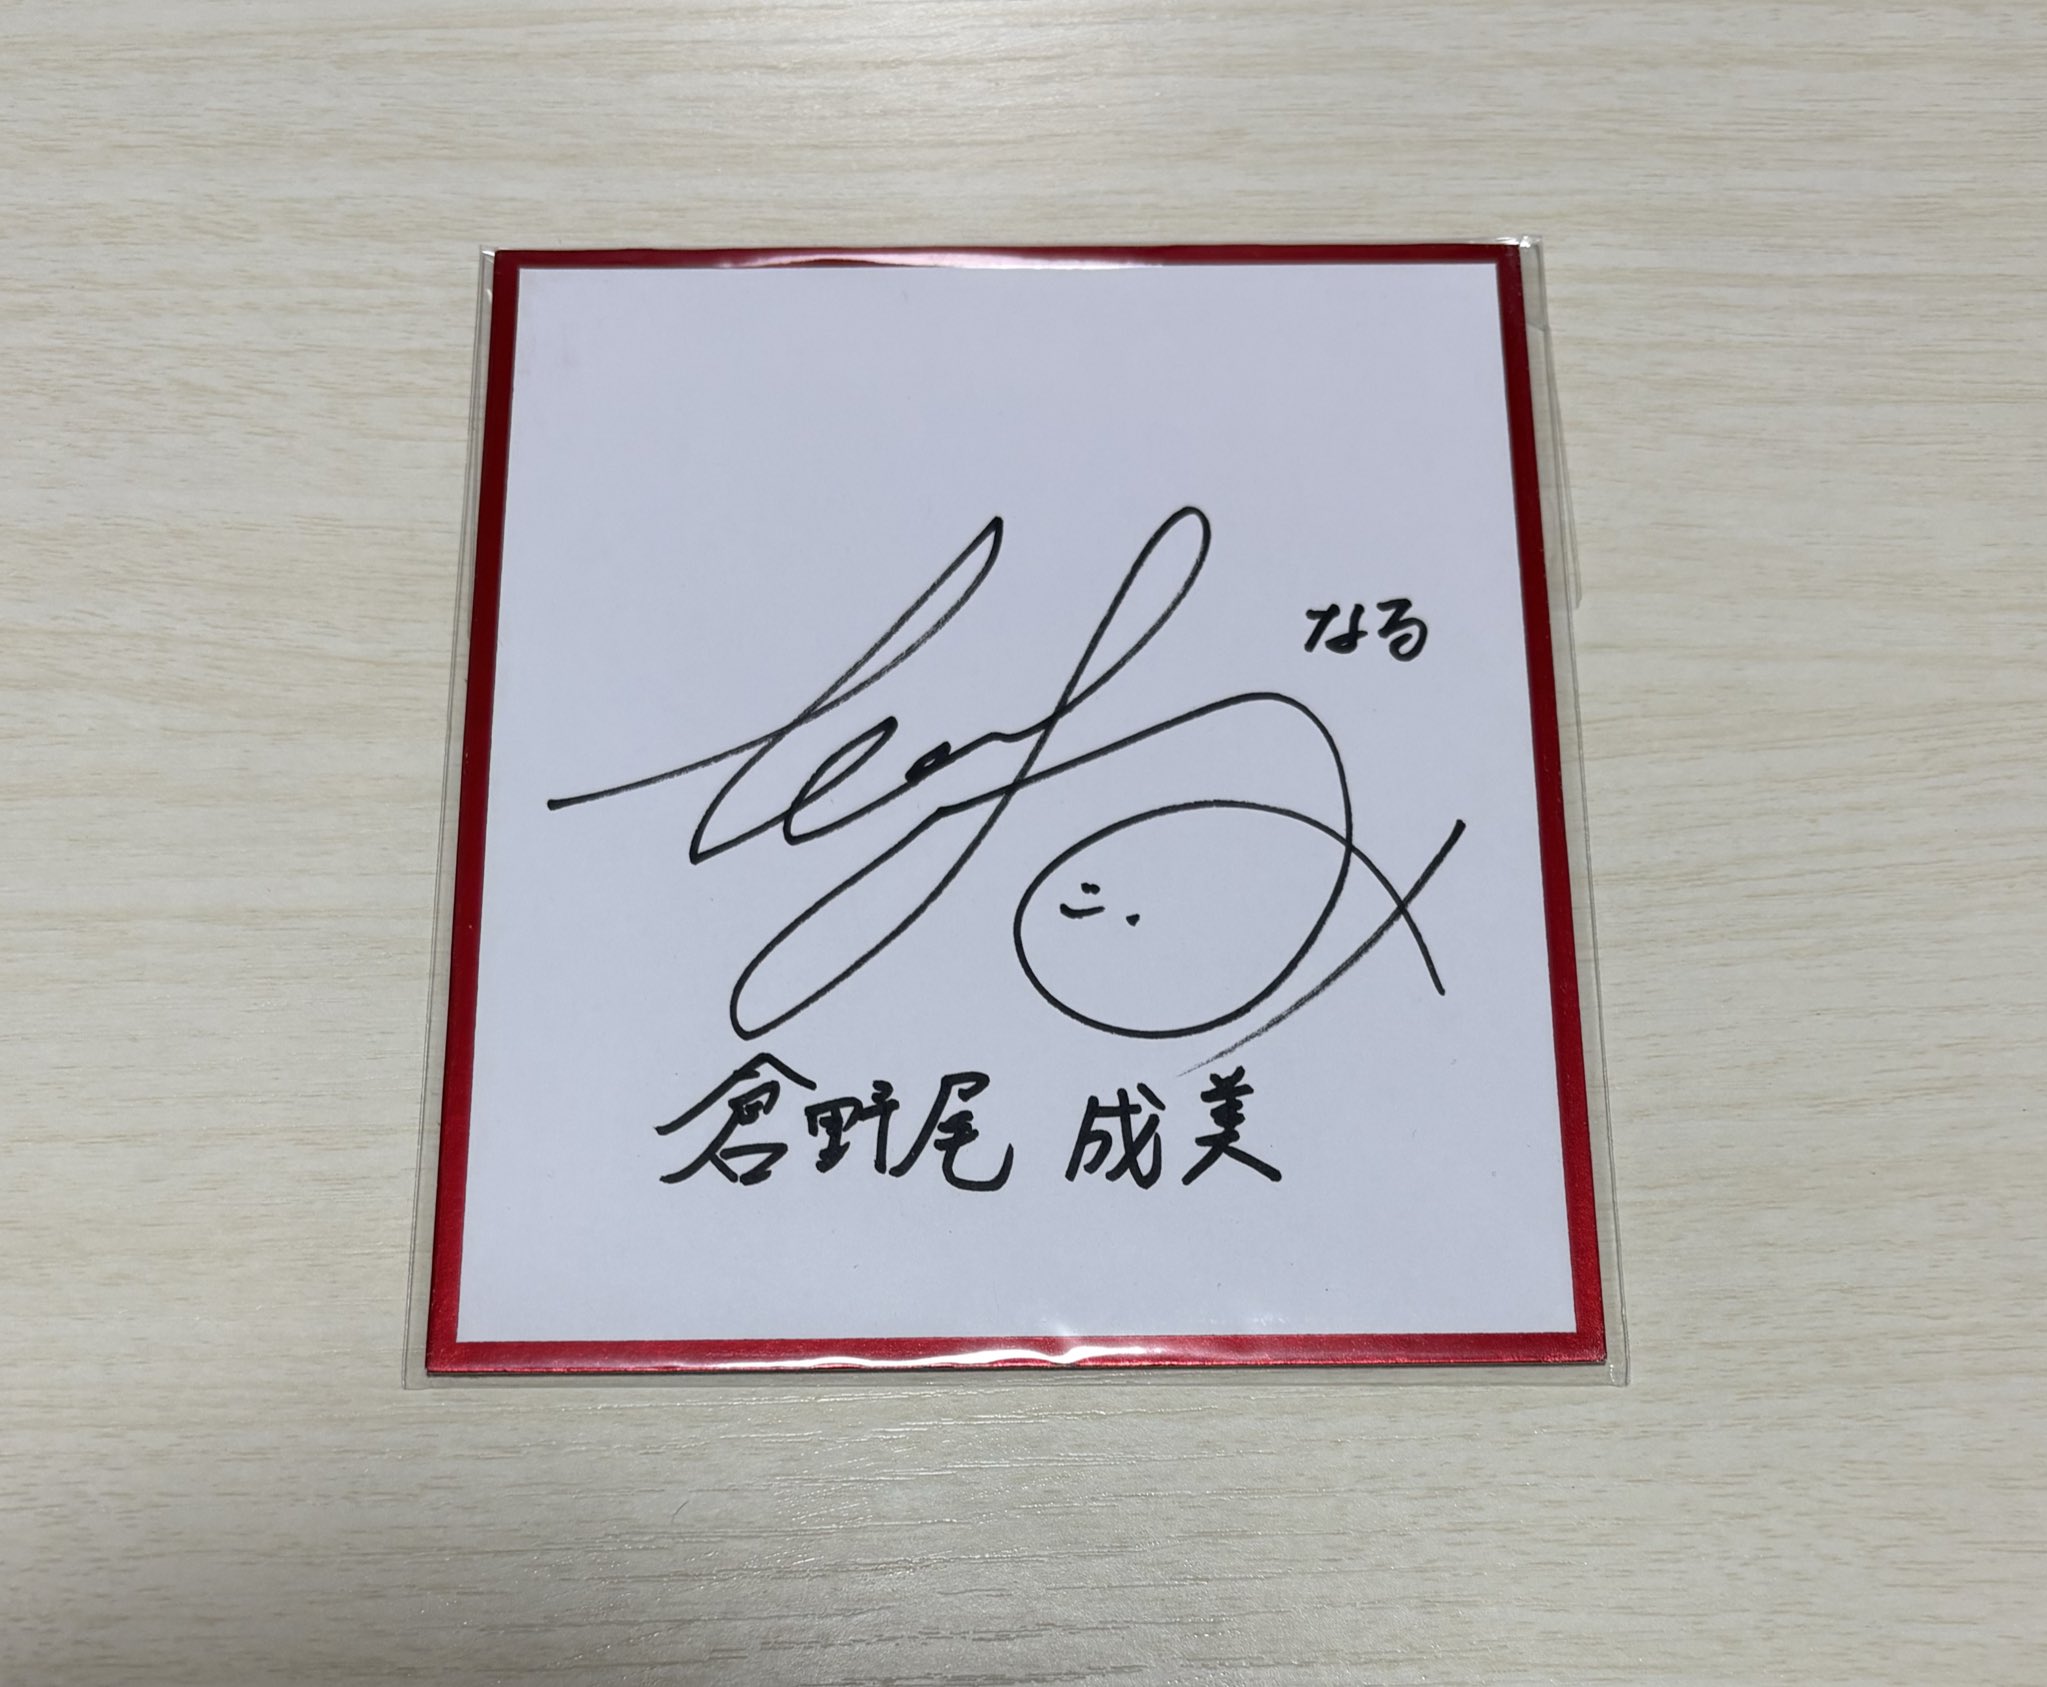 なる
倉野尾 成美